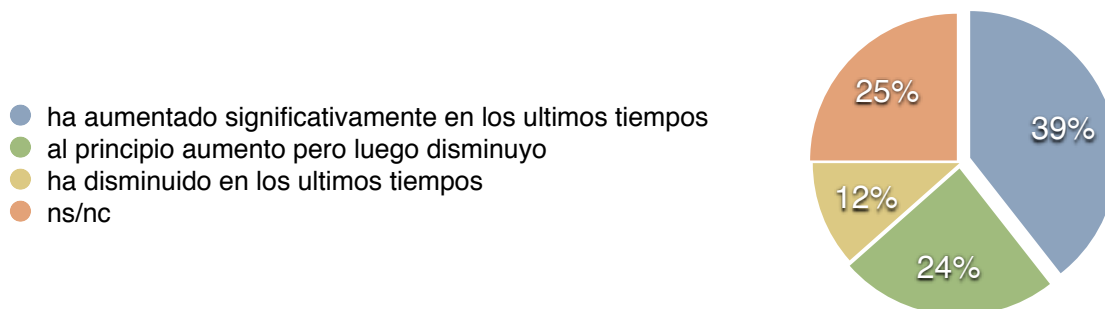 ha aumentado significativamente en los ultimos tiempos
al principio aumento pero luego disminuyo
ha disminuido en los ultimos tiempos
ns/nc
25%
39%
12%
24%